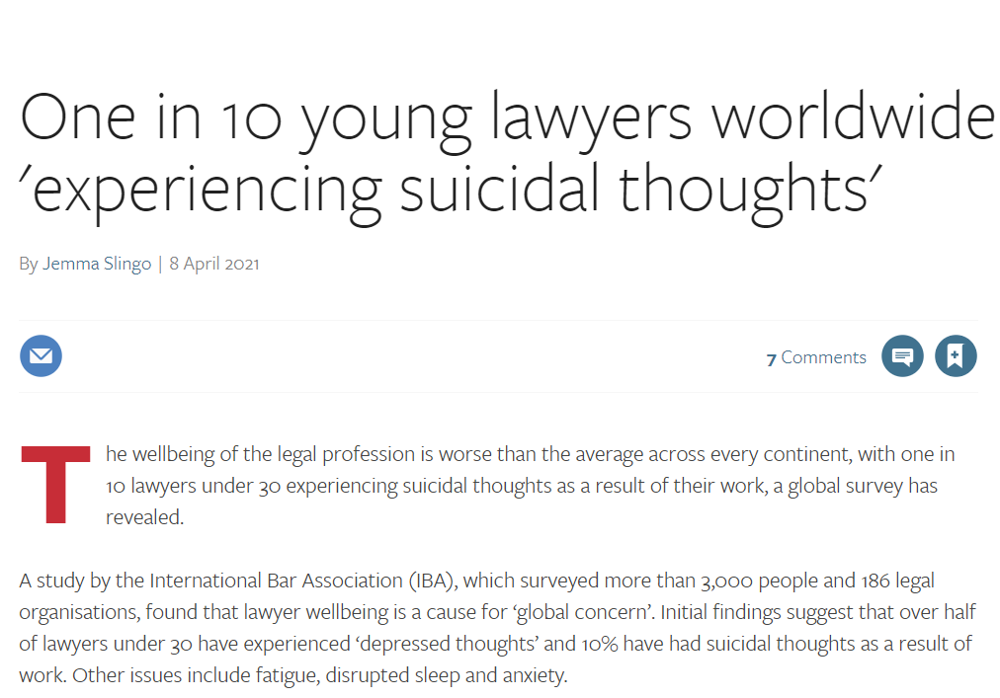 One in 10 young lawyers worldwide
'experiencing suicidal thoughts'
By Jemma Slingo | 8 April 2021
7 Comments
The wellbeing of the legal profession is worse than the average across every continent, with one in
10 lawyers under 30 experiencing suicidal thoughts as a result of their work, a global survey has
revealed.
A study by the International Bar Association (IBA), which surveyed more than 3,000 people and 186 legal
organisations, found that lawyer wellbeing is a cause for ‘global concern’. Initial findings suggest that over half
of lawyers under 30 have experienced ‘depressed thoughts’ and 10% have had suicidal thoughts as a result of
work. Other issues include fatigue, disrupted sleep and anxiety.